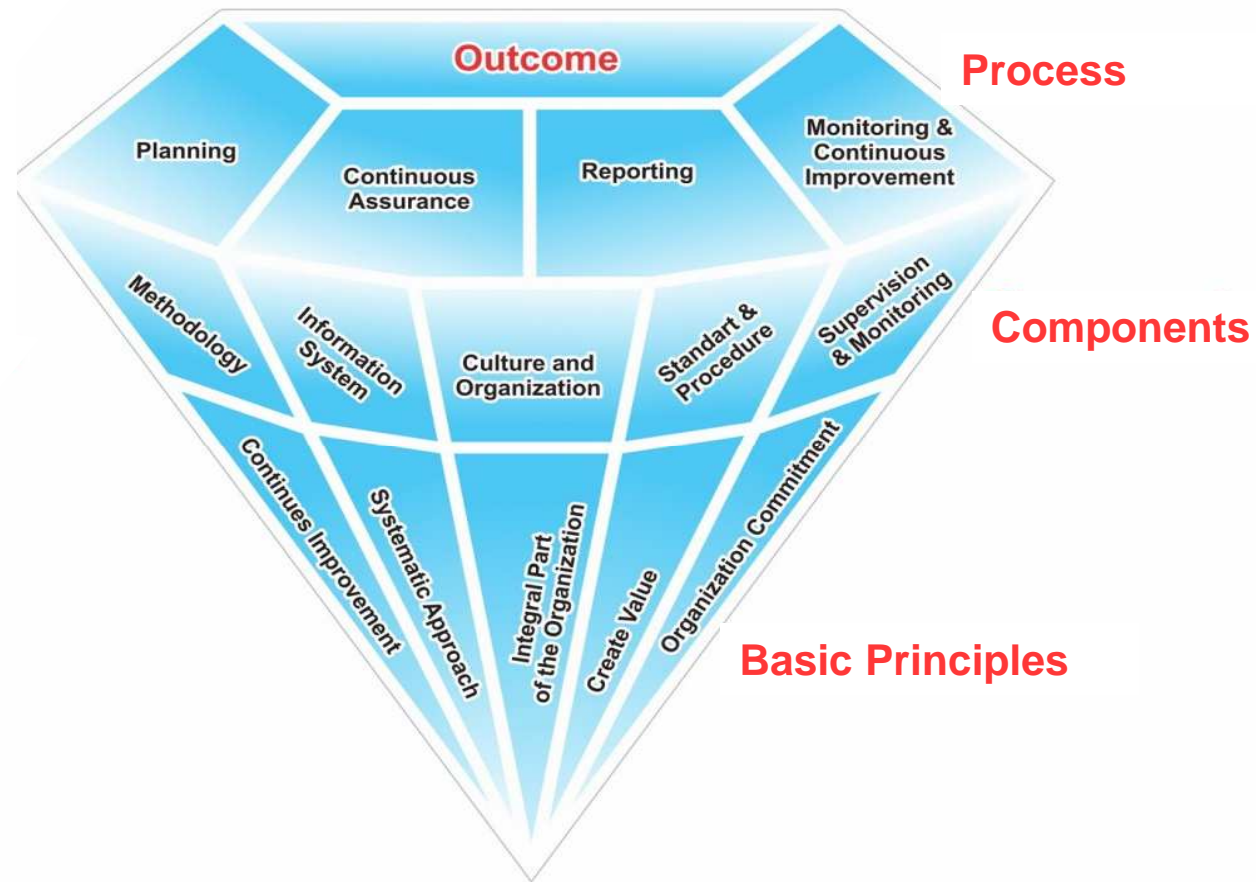 Outcome
Process
Planning
Continuous
Assurance
Reporting
Monitoring &
Continuous
Improvement
Methodology
Information
System
Culture and
Organization
Standart &
Procedure
Supervision
& Monitoring
Components
Continues Improvement
Systematic Approach
Integral Part
of the Organization
Create Value
Organization Commitment
Basic Principles